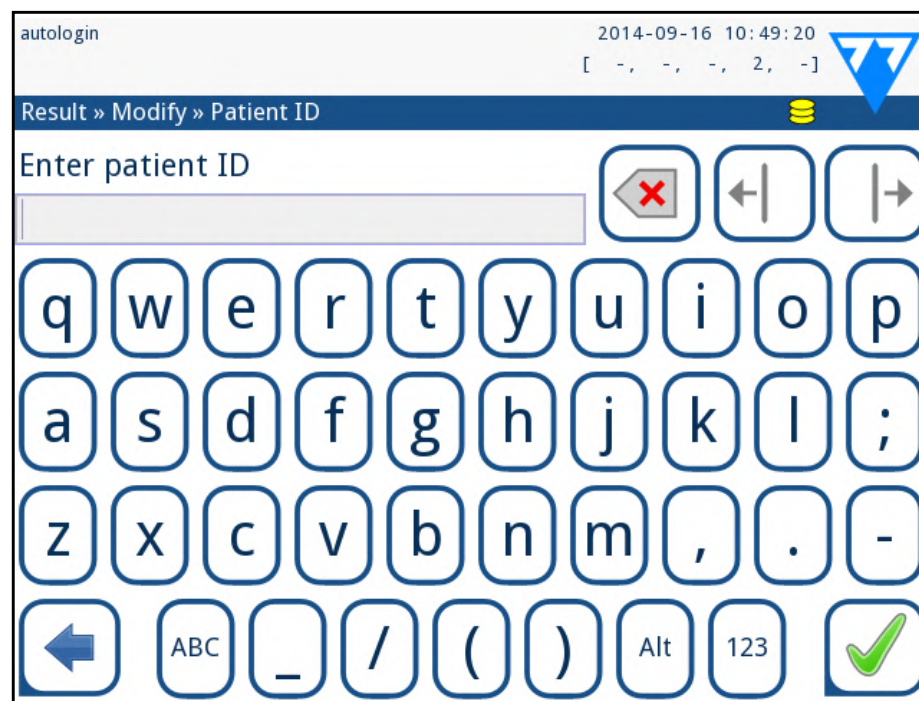 autologin
2014-09-16 10:49:20
[ -, -, -, 2, -]
Result » Modify » Patient ID
Enter patient ID
q w e r t y u i o p
a s d f g h j k l ;
z x c v b n m , . -
ABC _ / ( ) Alt 123